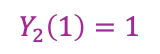 Y₂(1) = 1